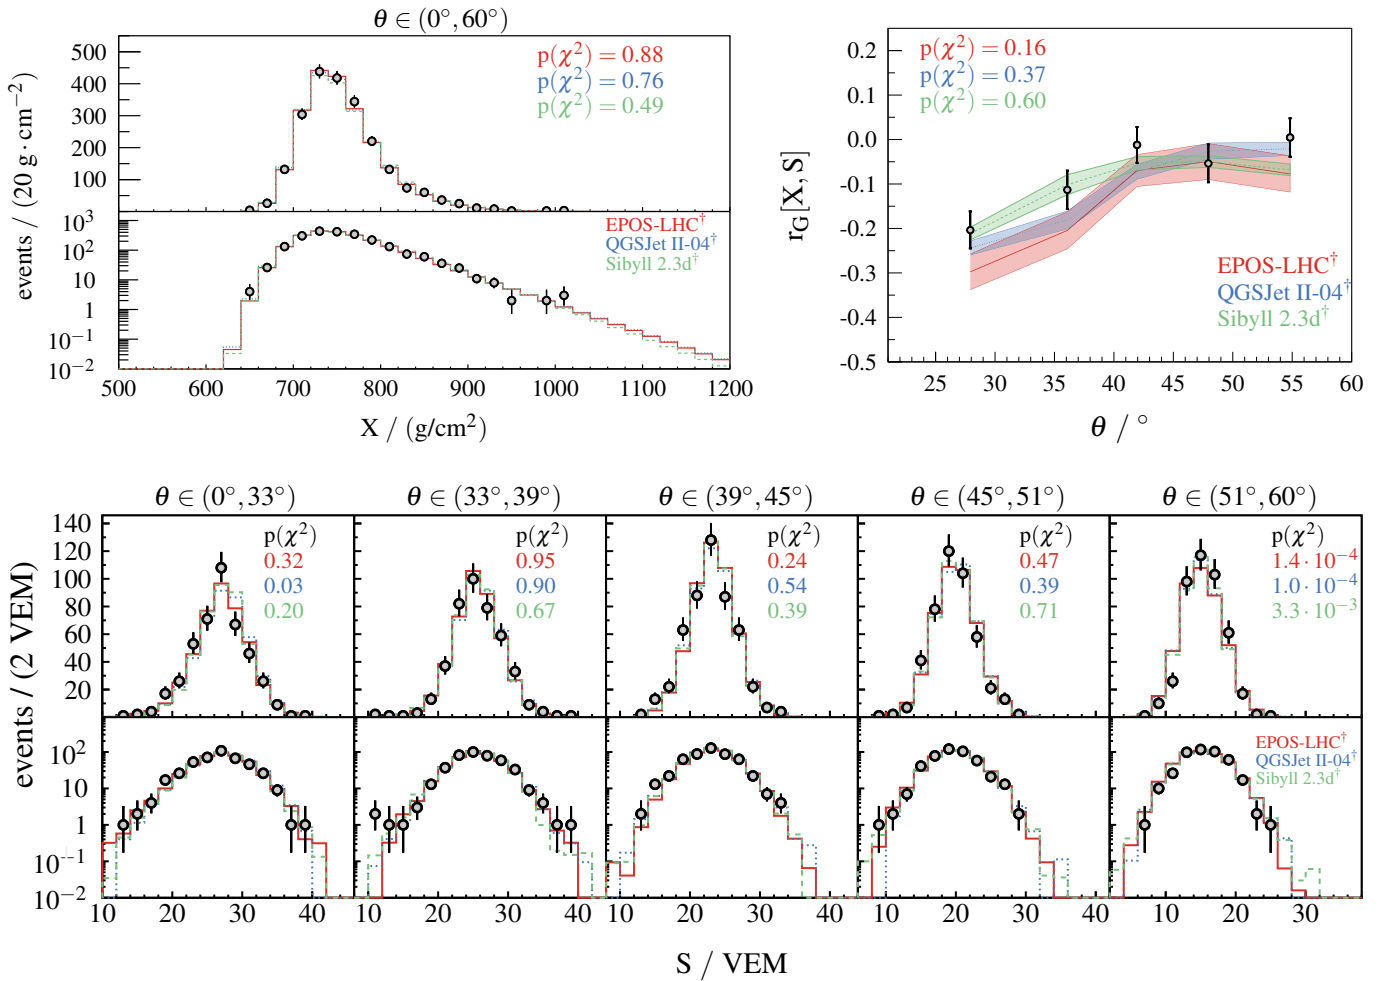 θ ∈ (0°, 60°)
events / (20 g · cm⁻²)
500
400
300
200
100
p(χ²) = 0.88
p(χ²) = 0.76
p(χ²) = 0.49
10³
10²
10
1
10⁻¹
10⁻²
EPOS-LHC†
QGSJet II-04†
Sibyll 2.3d†
500 600 700 800 900 1000 1100 1200
X / (g/cm²)
r_G[X, S]
0.2
0.1
0.0
-0.1
-0.2
-0.3
-0.4
-0.5
p(χ²) = 0.16
p(χ²) = 0.37
p(χ²) = 0.60
EPOS-LHC†
QGSJet II-04†
Sibyll 2.3d†
25 30 35 40 45 50 55 60
θ / °
θ ∈ (0°, 33°) θ ∈ (33°, 39°) θ ∈ (39°, 45°) θ ∈ (45°, 51°) θ ∈ (51°, 60°)
events / (2 VEM)
140
120
100
80
60
40
20
p(χ²) p(χ²) p(χ²) p(χ²) p(χ²)
0.32 0.95 0.24 0.47 1.4 · 10⁻⁴
0.03 0.90 0.54 0.39 1.0 · 10⁻⁴
0.20 0.67 0.39 0.71 3.3 · 10⁻³
10²
10
1
10⁻¹
10⁻²
EPOS-LHC†
QGSJet II-04†
Sibyll 2.3d†
10 20 30 40 10 20 30 40 10 20 30 40 10 20 30 40 10 20 30
S / VEM